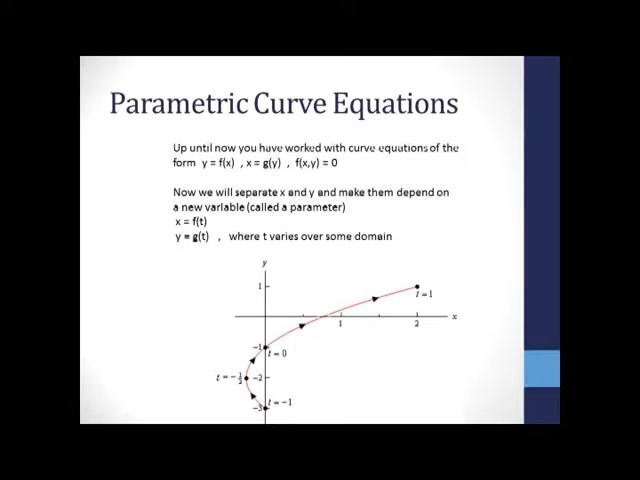 Parametric Curve Equations
Up until now you have worked with curve equations of the
form y = f(x) , x = g(y) , f(x,y) = 0
Now we will separate x and y and make them depend on
a new variable (called a parameter)
x = f(t)
y = g(t) , where t varies over some domain
y
1
t = 1
x
1
2
-1
t = 0
t = -1/2
-2
t = -1
-3